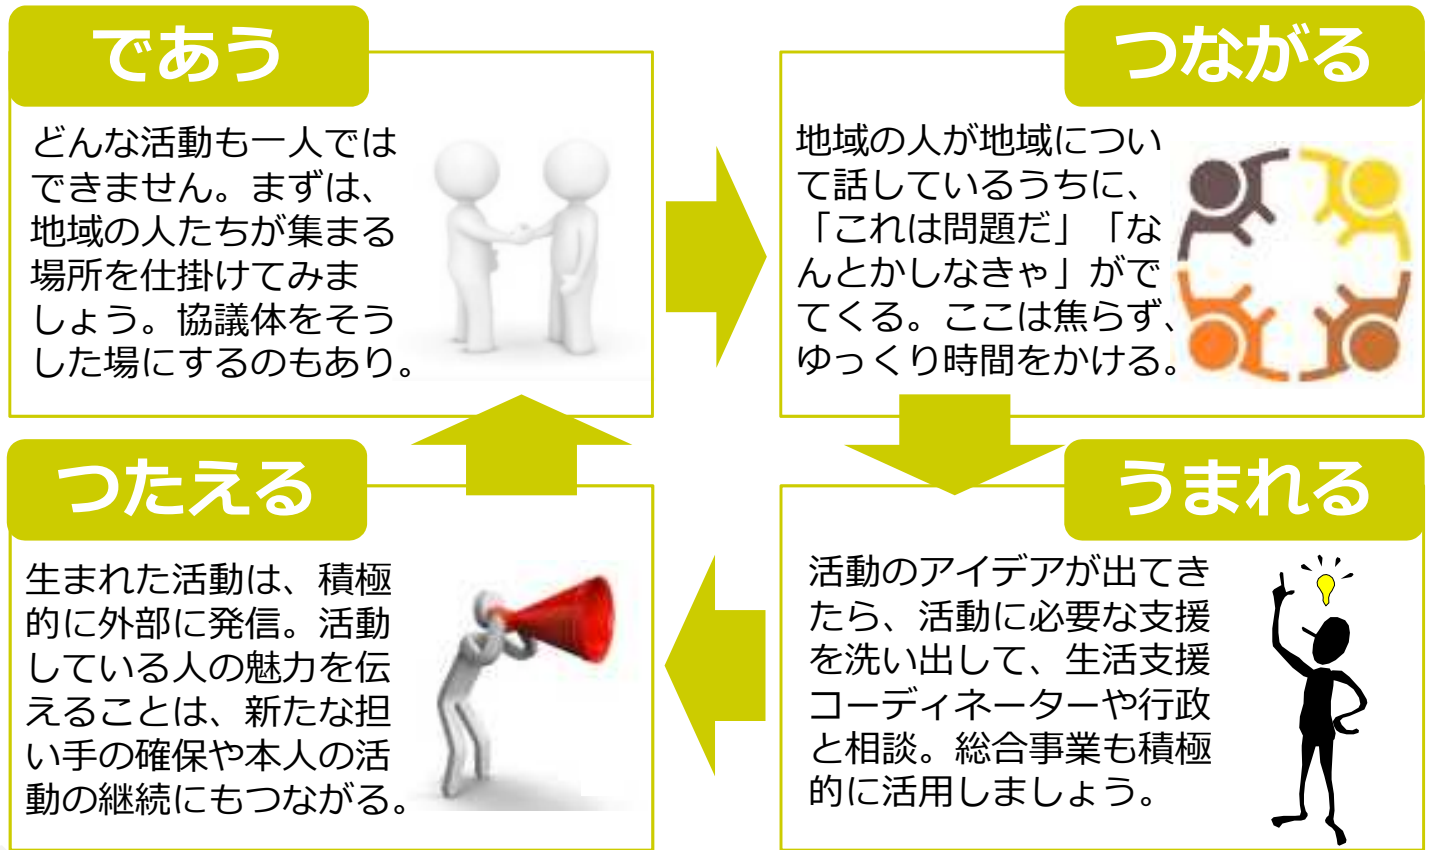 であう
どんな活動も一人では
できません。まずは、
地域の人たちが集まる
場所を仕掛けてみま
しょう。協議体をそう
した場にするのもあり。
つながる
地域の人が地域につい
て話しているうちに、
「これは問題だ」「な
んとかしなきゃ」がで
てくる。ここは焦らず、
ゆっくり時間をかける。
うまれる
活動のアイデアが出てき
たら、活動に必要な支援
を洗い出して、生活支援
コーディネーターや行政
と相談。総合事業も積極
的に活用しましょう。
つたえる
生まれた活動は、積極
的に外部に発信。活動
している人の魅力を伝
えることは、新たな担
い手の確保や本人の活
動の継続にもつながる。